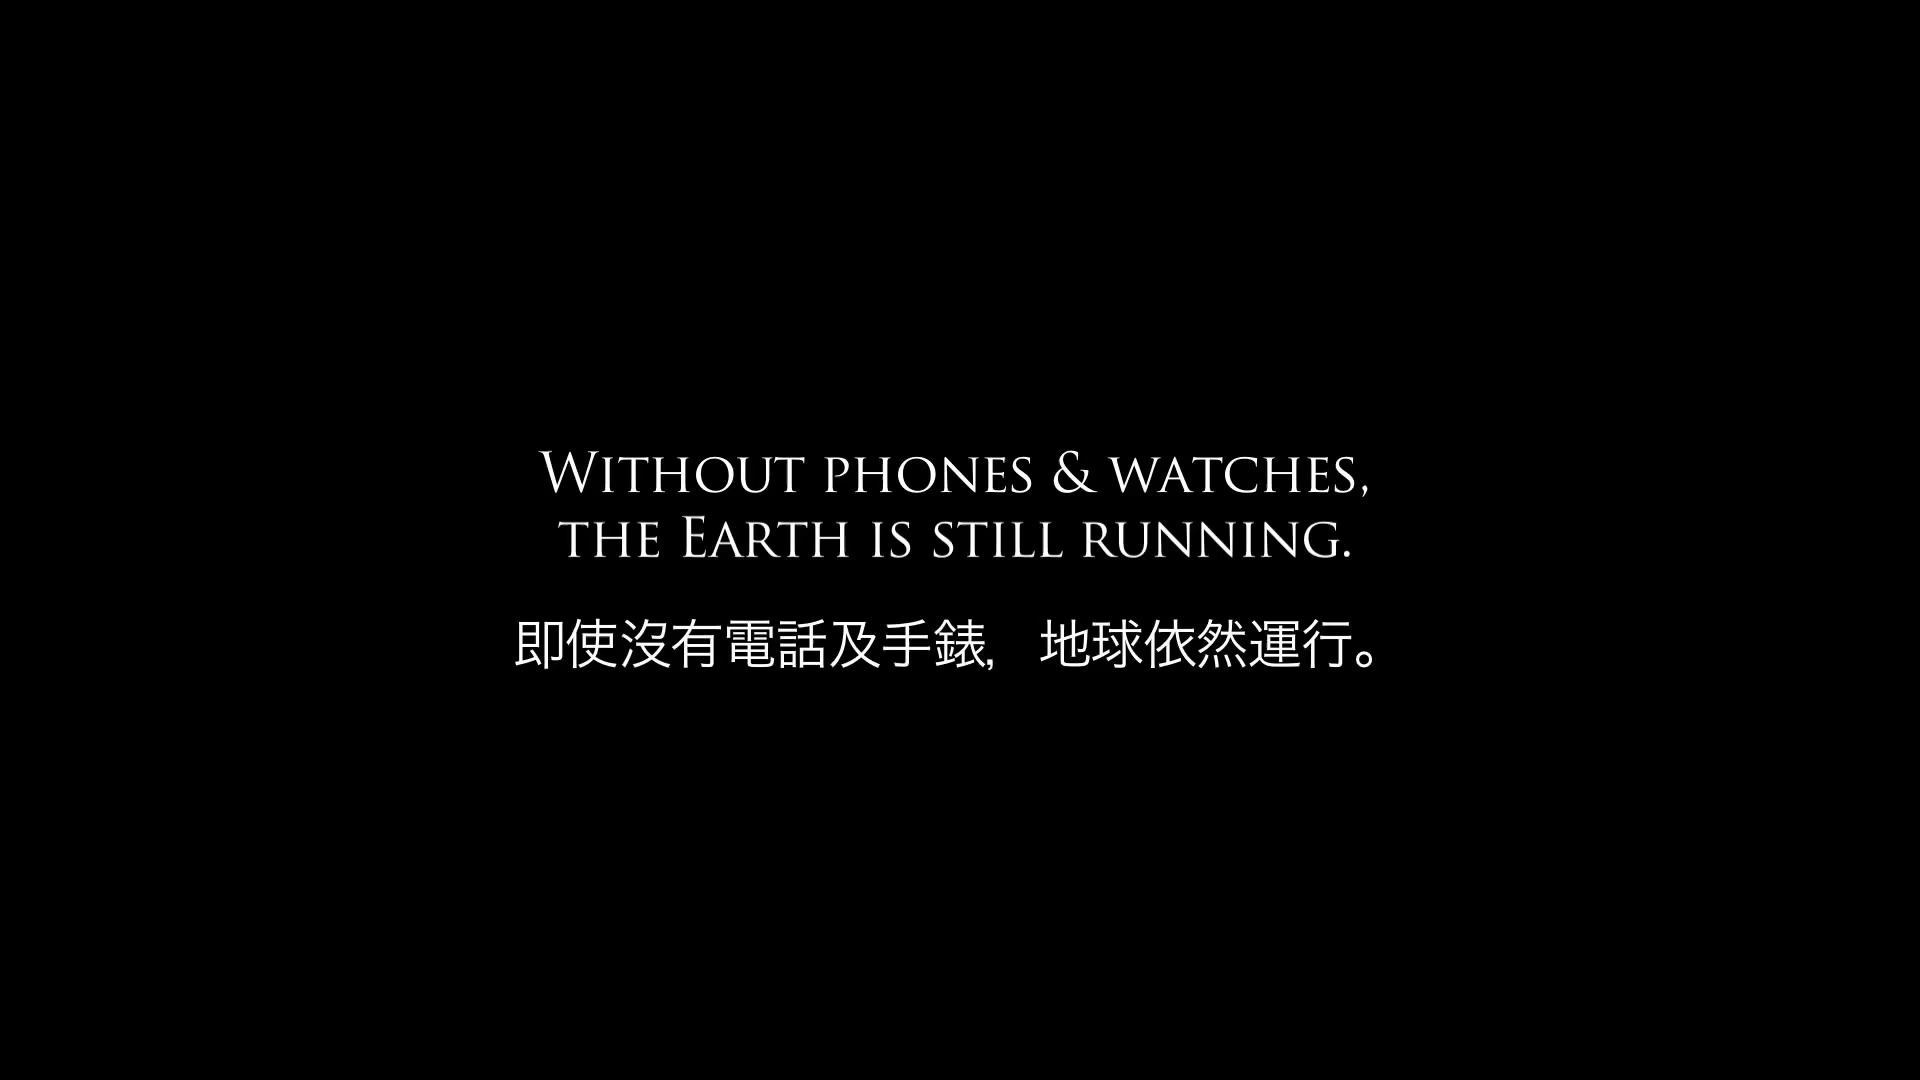 Without phones & watches,
the Earth is still running.
即使沒有電話及手錶, 地球依然運行。